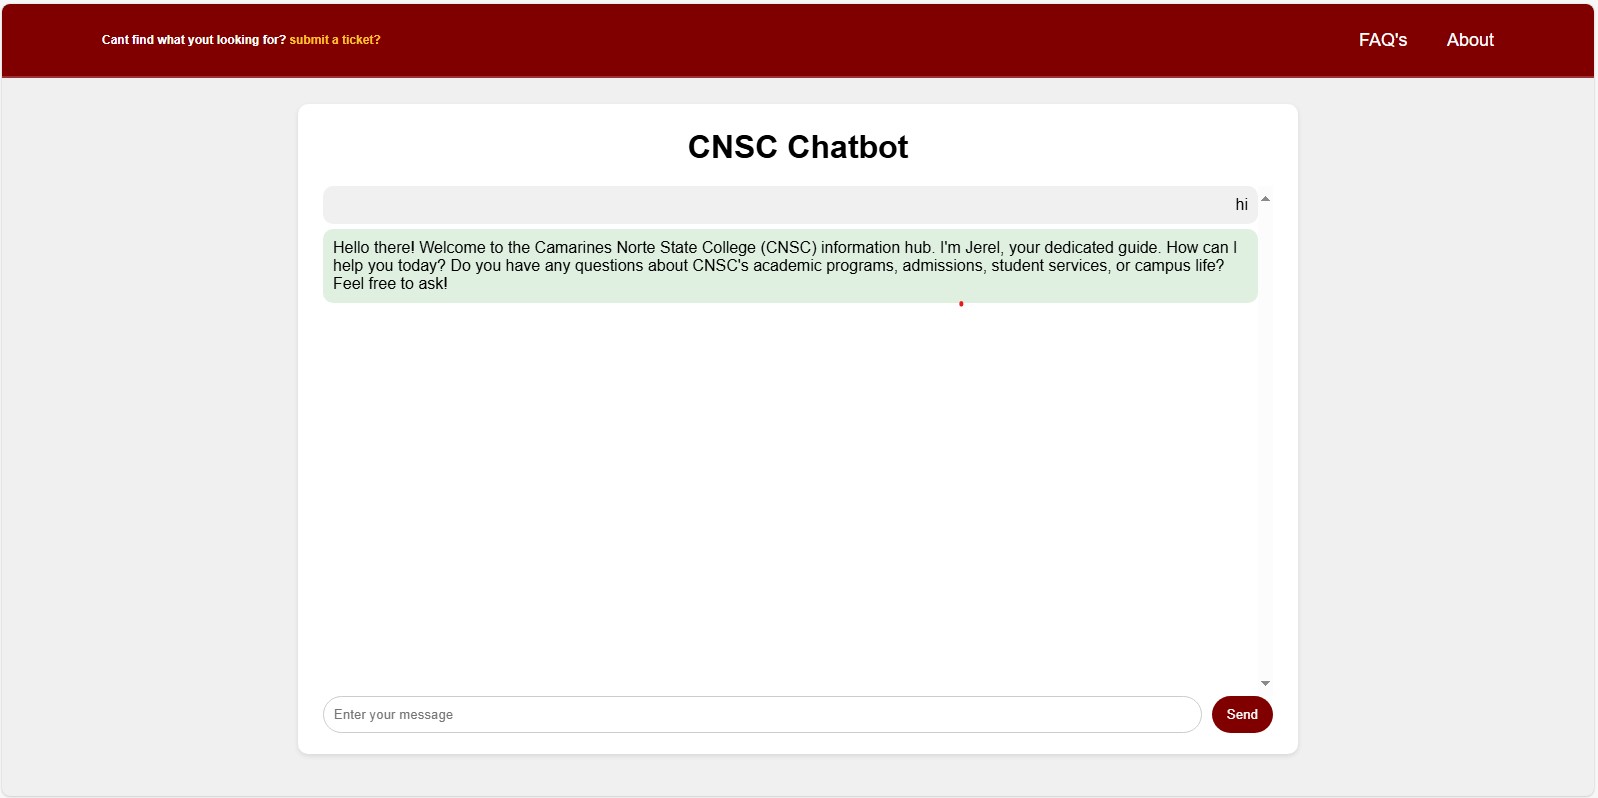 Cant find what yout looking for? submit a ticket?
FAQ's
About
CNSC Chatbot
hi
Hello there! Welcome to the Camarines Norte State College (CNSC) information hub. I'm Jerel, your dedicated guide. How can I
help you today? Do you have any questions about CNSC's academic programs, admissions, student services, or campus life?
Feel free to ask!
Enter your message
Send